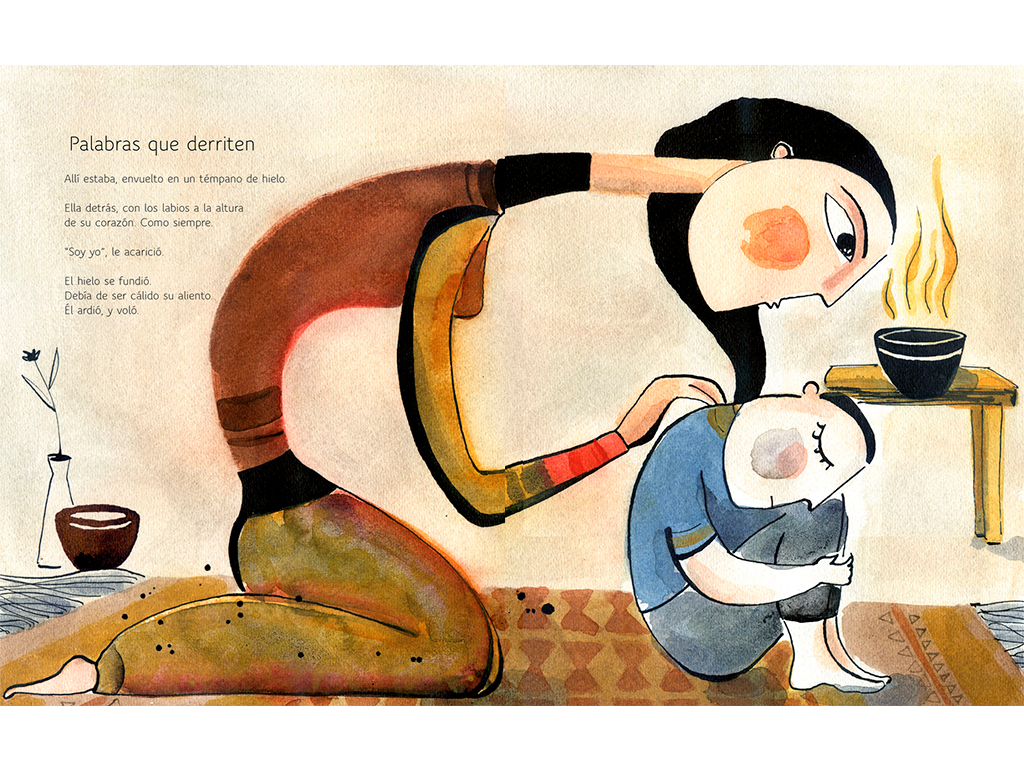 Palabras que derriten
Allí estaba, envuelto en un témpano de hielo.
Ella detrás, con los labios a la altura
de su corazón. Como siempre.
"Soy yo", le acarició.
El hielo se fundió.
Debía de ser cálido su aliento.
Él ardió, y voló.